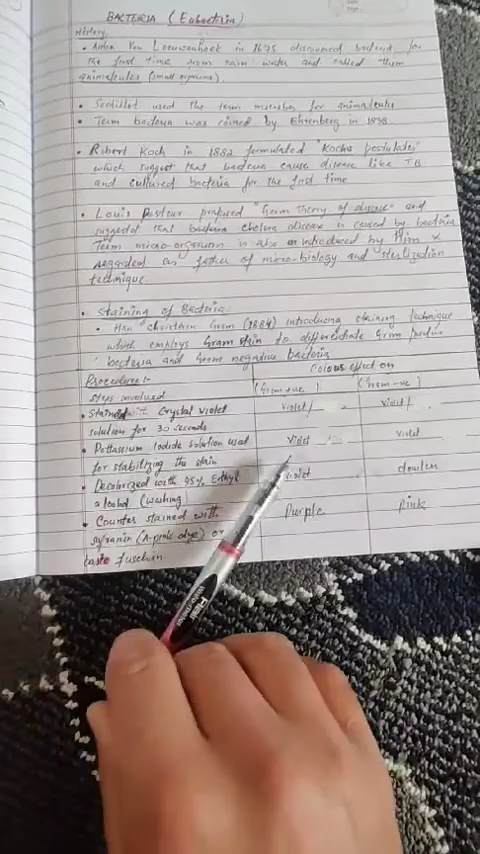 BACTERIA (Eubacteria)
History
• Anton Von Leeuwenhoek in 1675 discovered bacteria for
the first time from rain water and called them
animalcules (small organisms).
• Sedillot used the term microbes for animalcules
• Term bacteria was coined by Ehrenberg in 1838.
• Robert Koch in 1882 formulated "Kochs postulates"
which suggest that bacteria cause disease like T.B
and cultured bacteria for the first time
• Louis Pasteur proposed "Germ Theory of disease" and
suggested that bacteria Cholera disease is caused by bacteria
Term micro-organism is also introduced by Him &
regarded as father of micro-biology and sterilization
technique.
• Staining of Bacteria
• Han Christian Gram (1884) introducing staining technique
which employs Gram stain to differentiate Gram positive
bacteria and Gram negative bacteria
Procedure:- Colour effect on
Steps involved (Gram +ve) (Gram -ve)
• Stained with Crystal violet violet/ violet/
solution for 30 seconds
• Pottassium Iodide solution used violet violet
for stabilizing the stain
• Decolorized with 95% Ethyl violet
alcohol (washing)
• Counter stained with Purple Pink
safranin (A-pink dye) or
basic fuschin